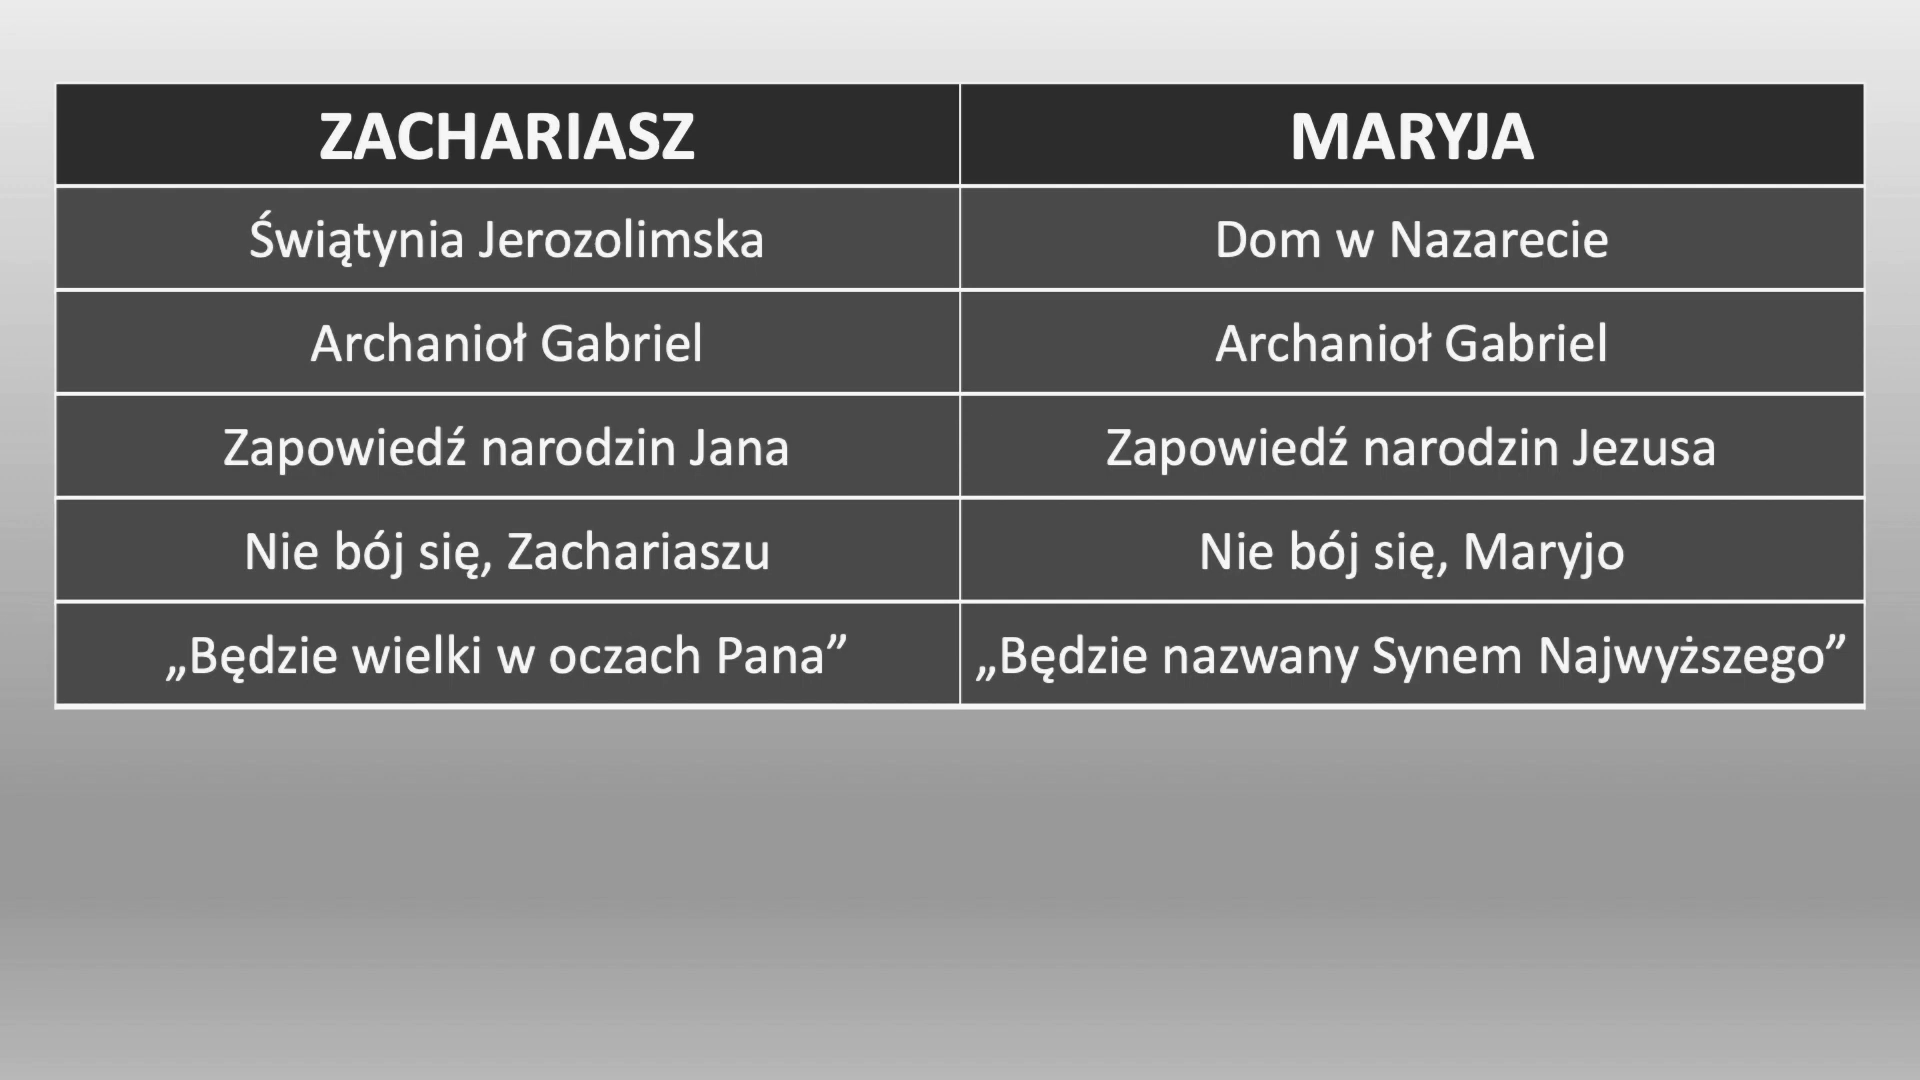 ZACHARIASZ MARYJA
Świątynia Jerozolimska Dom w Nazarecie
Archanioł Gabriel Archanioł Gabriel
Zapowiedź narodzin Jana Zapowiedź narodzin Jezusa
Nie bój się, Zachariaszu Nie bój się, Maryjo
„Będzie wielki w oczach Pana” „Będzie nazwany Synem Najwyższego”